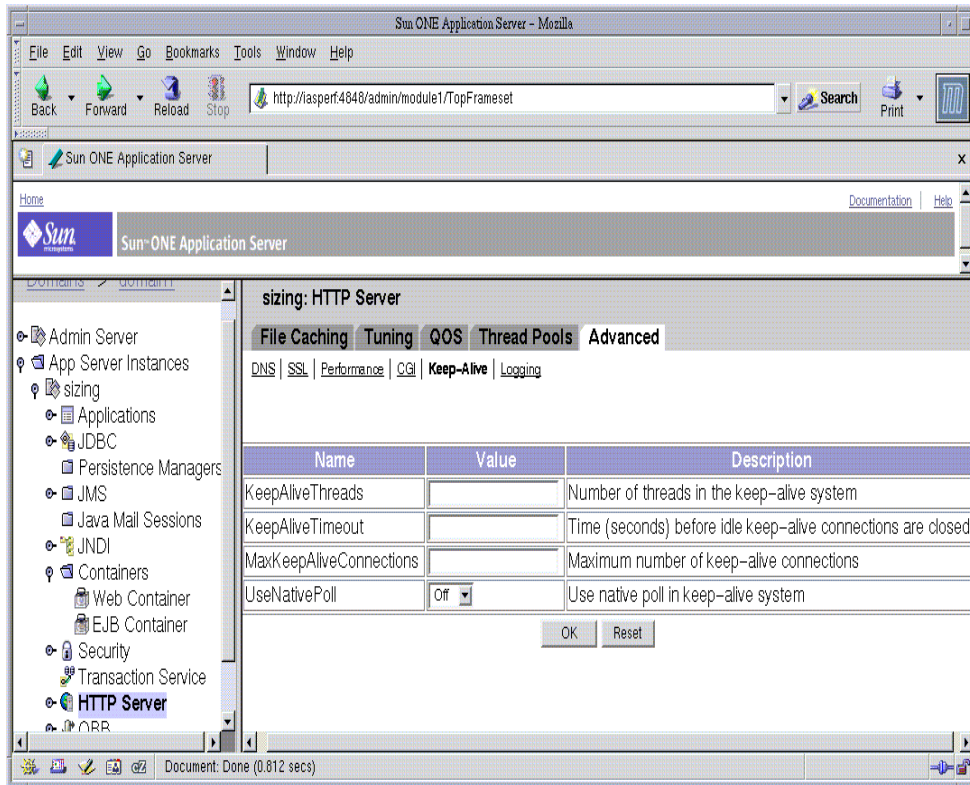 Sun ONE Application Server – Mozilla
File Edit View Go Bookmarks Tools Window Help
Back Forward Reload Stop http://iasperf:4848/admin/module1/TopFrameset Search Print
Sun ONE Application Server
Home Documentation Help
Sun microsystems Sun™ ONE Application Server
Domains > domain1
Admin Server
App Server Instances
sizing
Applications
JDBC
Persistence Managers
JMS
Java Mail Sessions
JNDI
Containers
Web Container
EJB Container
Security
Transaction Service
HTTP Server
ORB
sizing: HTTP Server
File Caching Tuning QOS Thread Pools Advanced
DNS | SSL | Performance | CGI | Keep–Alive | Logging
Name Value Description
KeepAliveThreads Number of threads in the keep–alive system
KeepAliveTimeout Time (seconds) before idle keep–alive connections are closed
MaxKeepAliveConnections Maximum number of keep–alive connections
UseNativePoll Off Use native poll in keep–alive system
OK Reset
Document: Done (0.812 secs)